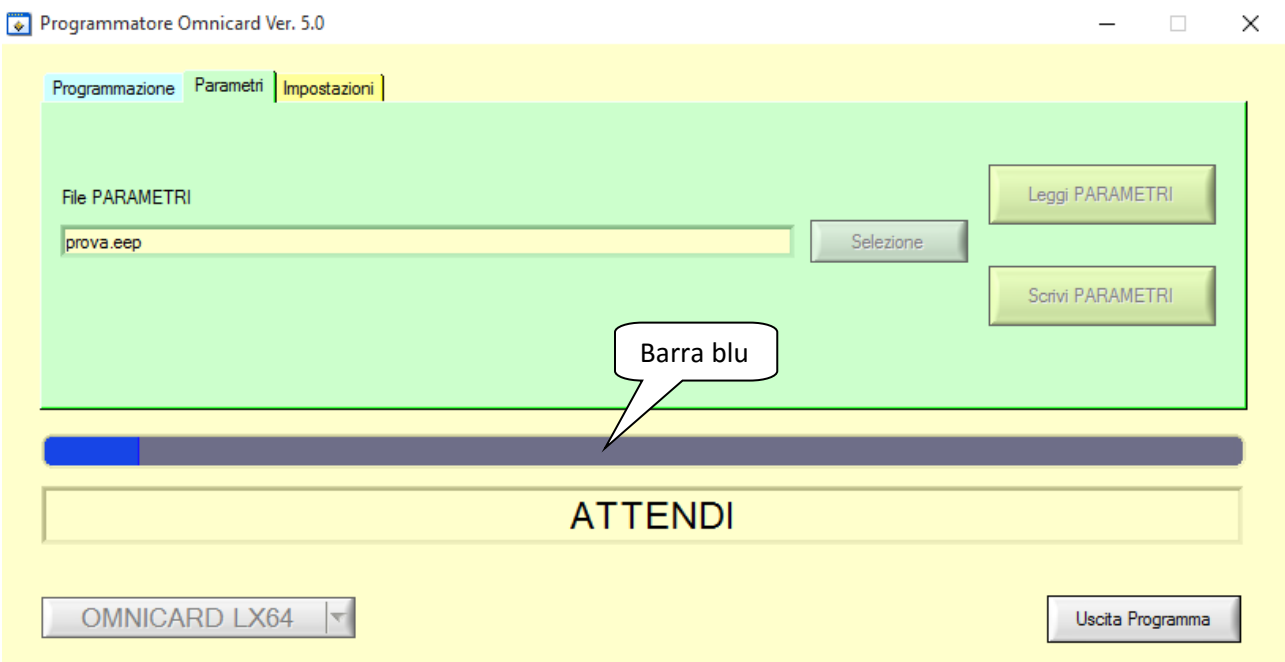 Programmatore Omnicard Ver. 5.0
Programmazione Parametri Impostazioni
File PARAMETRI
prova.eep
Selezione
Leggi PARAMETRI
Scrivi PARAMETRI
Barra blu
ATTENDI
OMNICARD LX64
Uscita Programma